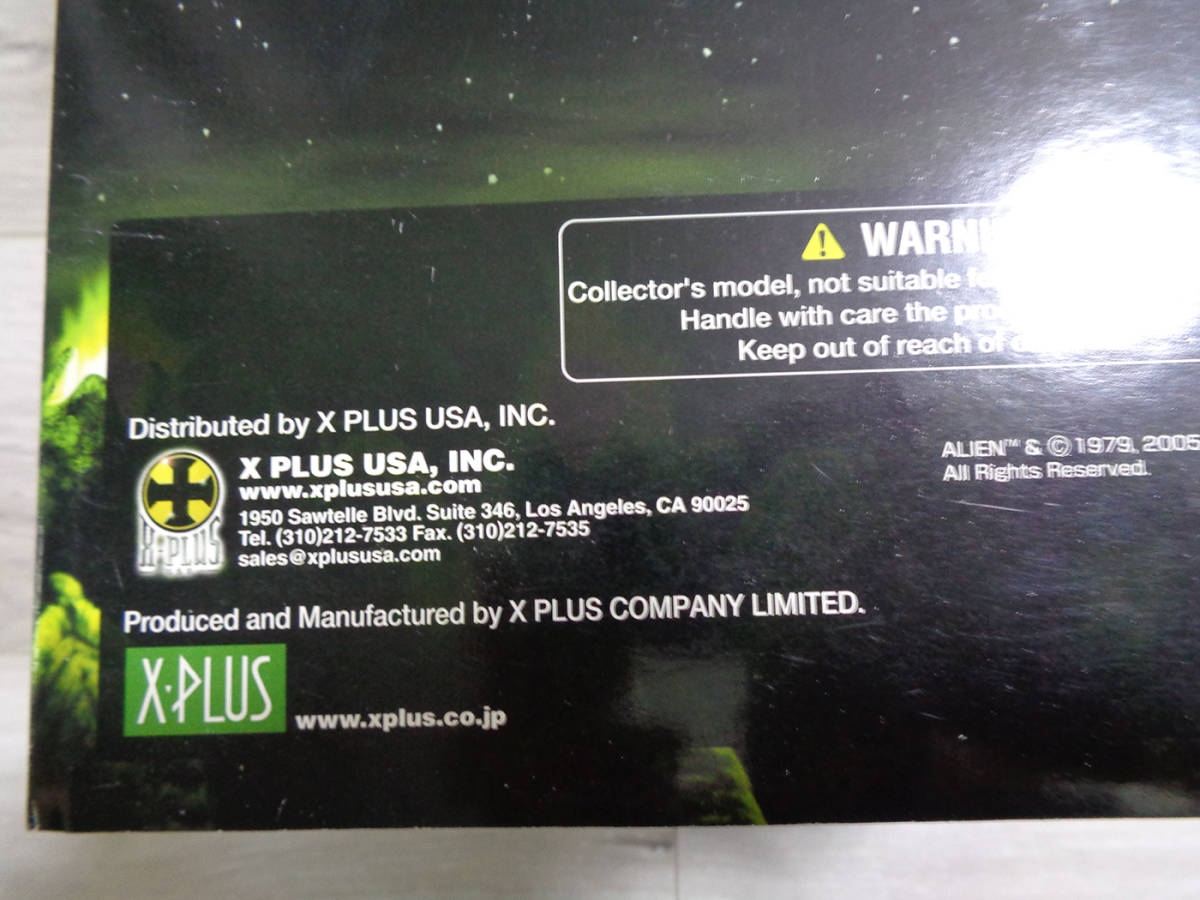 Collector's model, not suitable
Handle with care the
Keep out of reach of
Distributed by X PLUS USA, INC.
X-PLUS
X PLUS USA, INC.
www.xplususa.com
1950 Sawtelle Blvd. Suite 346, Los Angeles, CA 90025
Tel. (310)212-7533 Fax. (310)212-7535
sales@xplususa.com
ALIEN™ & ©1979, 2005
All Rights Reserved.
Produced and Manufactured by X PLUS COMPANY LIMITED.
X·PLUS
www.xplus.co.jp